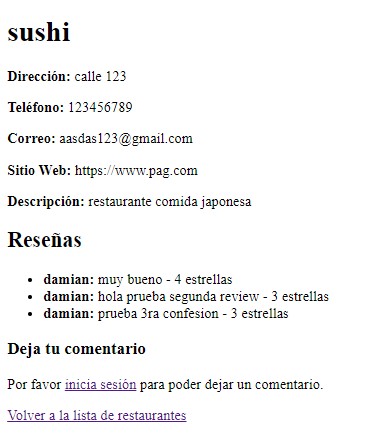 sushi
Dirección: calle 123
Teléfono: 123456789
Correo: aasdas123@gmail.com
Sitio Web: https://www.pag.com
Descripción: restaurante comida japonesa
Reseñas
• damian: muy bueno - 4 estrellas
• damian: hola prueba segunda review - 3 estrellas
• damian: prueba 3ra confesion - 3 estrellas
Deja tu comentario
Por favor inicia sesión para poder dejar un comentario.
Volver a la lista de restaurantes